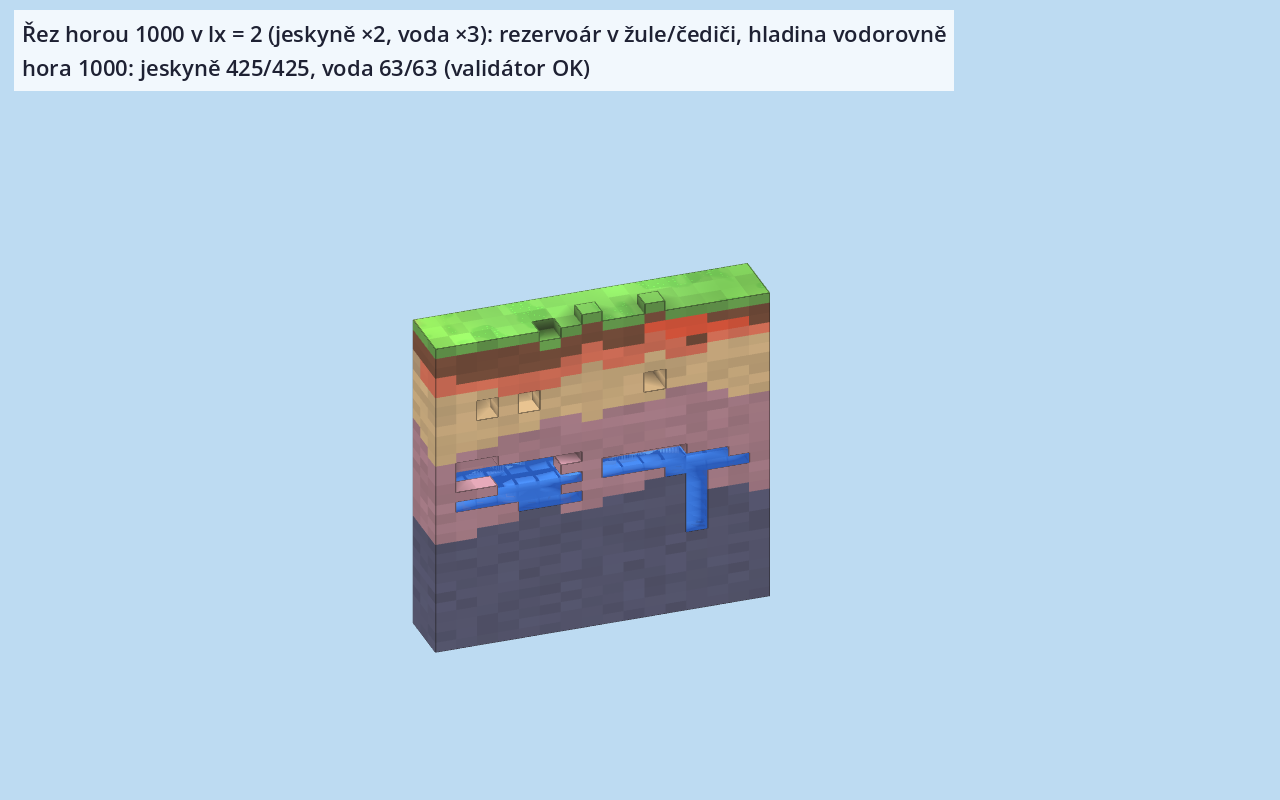 Řez horou 1000 v lx = 2 (jeskyně ×2, voda ×3): rezervoár v žule/čediči, hladina vodorovně
hora 1000: jeskyně 425/425, voda 63/63 (validátor OK)